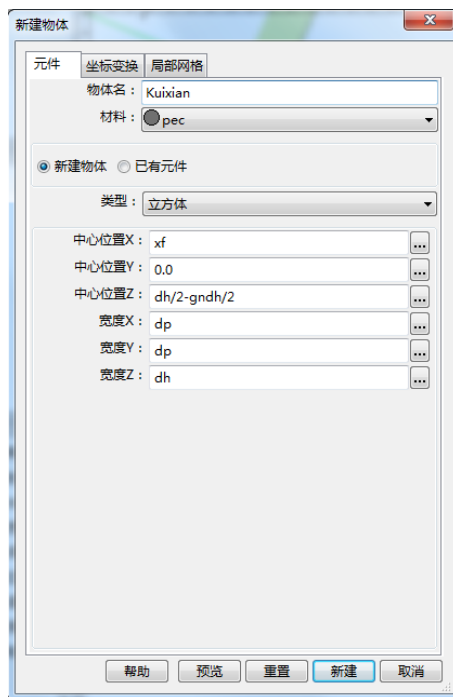 新建物体
元件 坐标变换 局部网格
物体名： Kuixian
材料： pec
新建物体 已有元件
类型： 立方体
中心位置X： xf ...
中心位置Y： 0.0 ...
中心位置Z： dh/2-gndh/2 ...
宽度X： dp ...
宽度Y： dp ...
宽度Z： dh ...
帮助 预览 重置 新建 取消